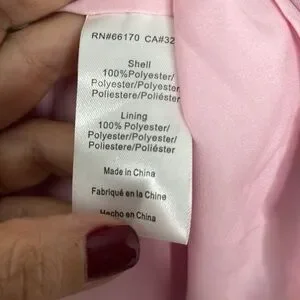 RN#66170 CA#32
Shell
100%Polyester/
Polyester/Polyester/
Poliestere/Poliéster
Lining
100% Polyester/
Polyester/Polyester/
Poliestere/Poliéster
Made in China
Fabriqué en la Chine
Hecho en China